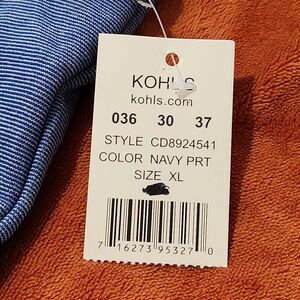 KOHLS
kohls.com
036 30 37
STYLE CD8924541
COLOR NAVY PRT
SIZE XL
7 16273 95327 0